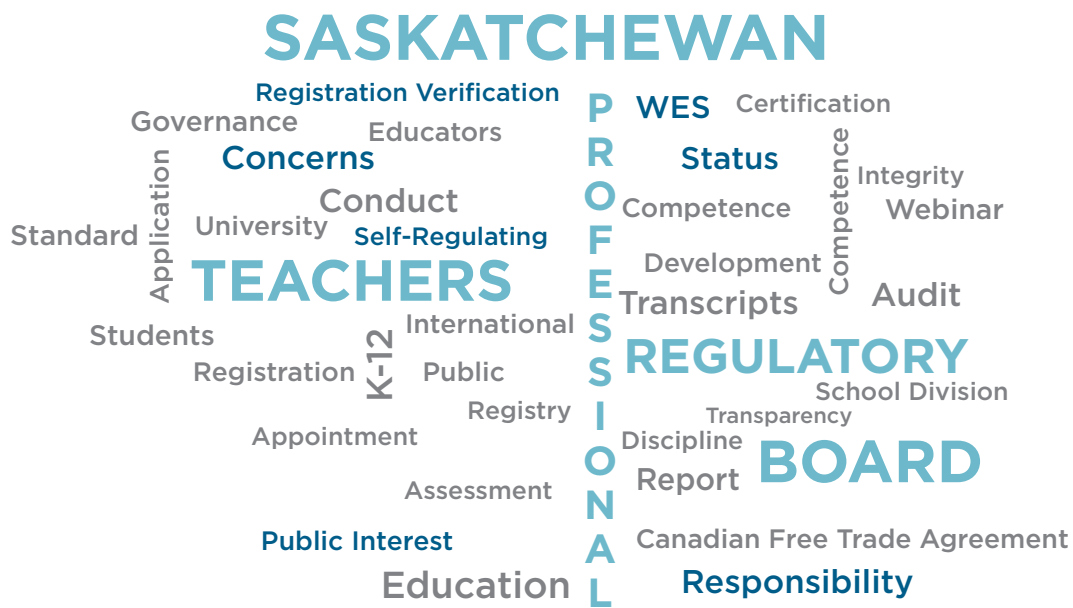 SASKATCHEWAN
Registration Verification
Governance
Educators
Concerns
Application
Conduct
University
Standard
Self-Regulating
TEACHERS
International
Students
K-12
Registration
Public
Registry
Appointment
Assessment
Public Interest
Education
PROFESSIONAL
WES
Certification
Status
Competence
Integrity
Competence
Webinar
Development
Transcripts
Audit
REGULATORY
School Division
Transparency
Discipline
BOARD
Report
Canadian Free Trade Agreement
Responsibility